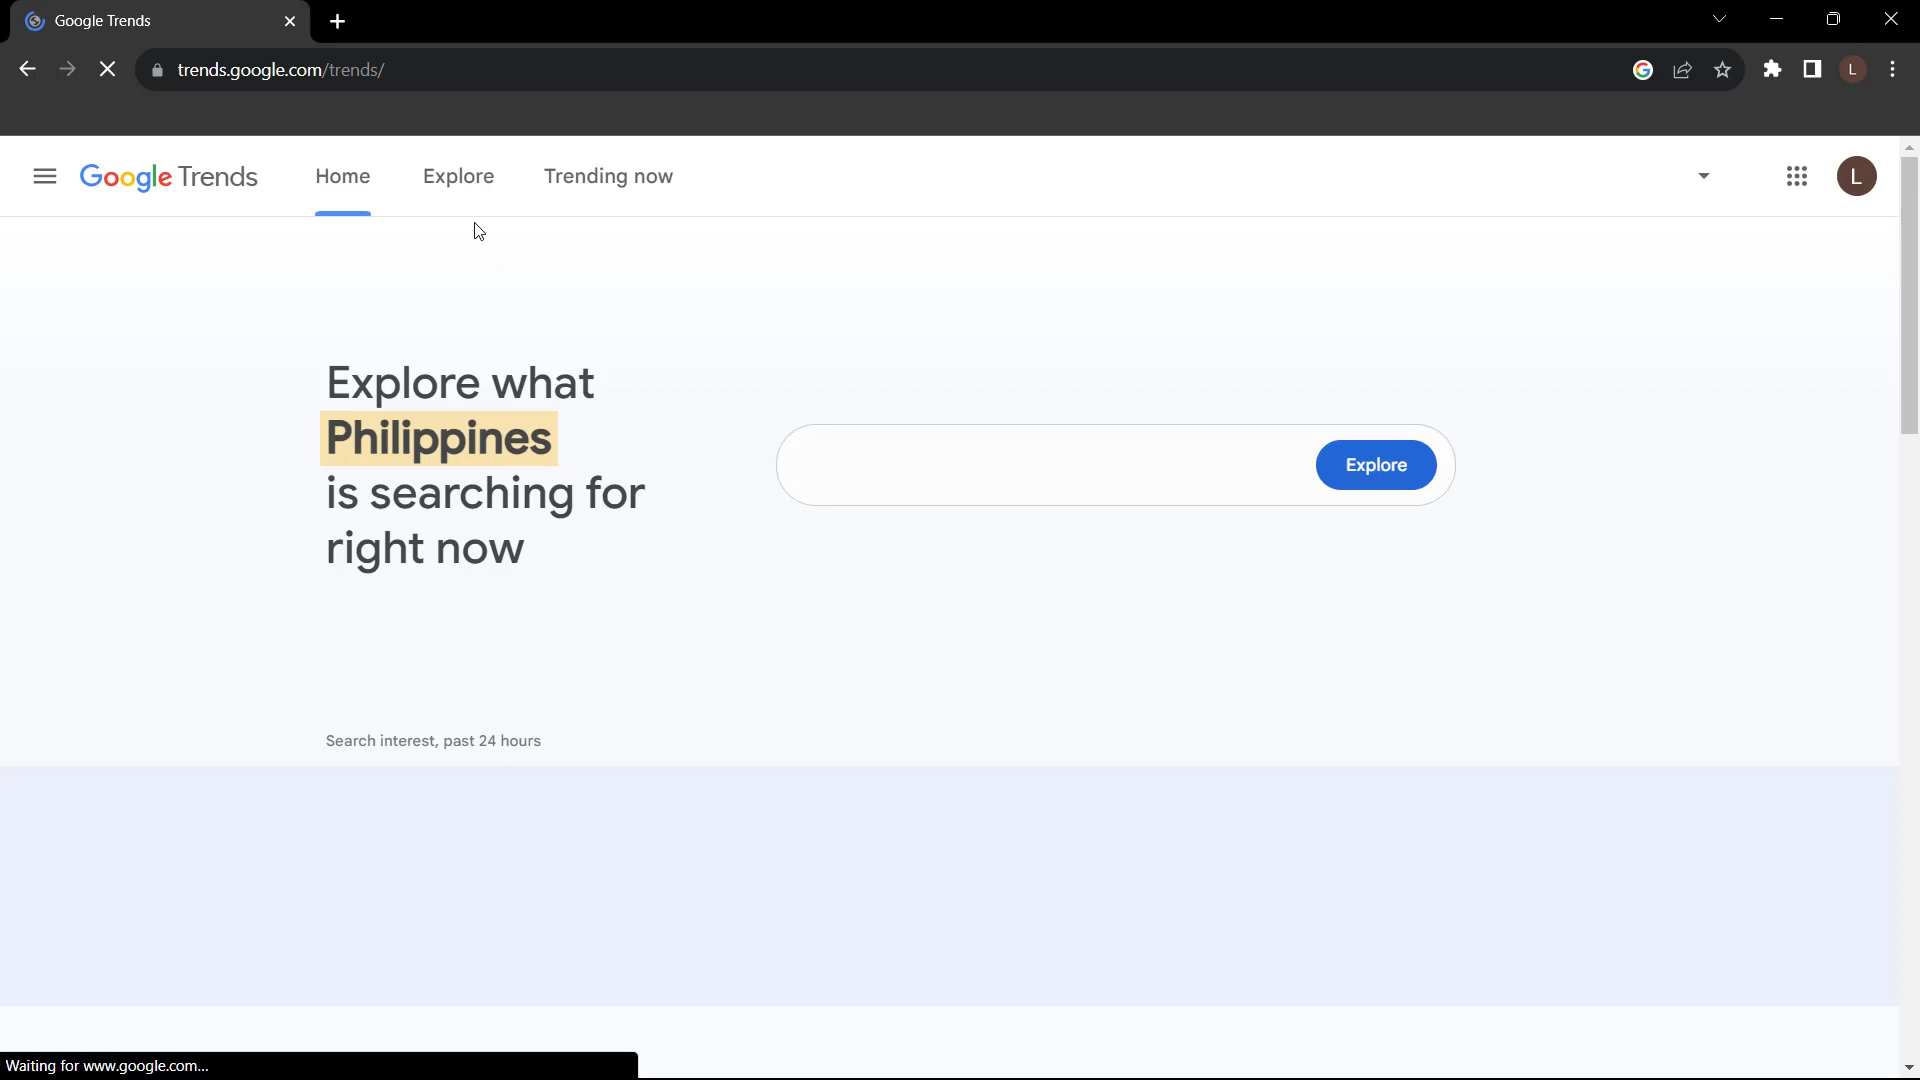 Google Trends
trends.google.com/trends/
L
Google Trends
Home
Explore
Trending now
L
Explore what
Philippines
is searching for
right now
Explore
Search interest, past 24 hours
Waiting for www.google.com...